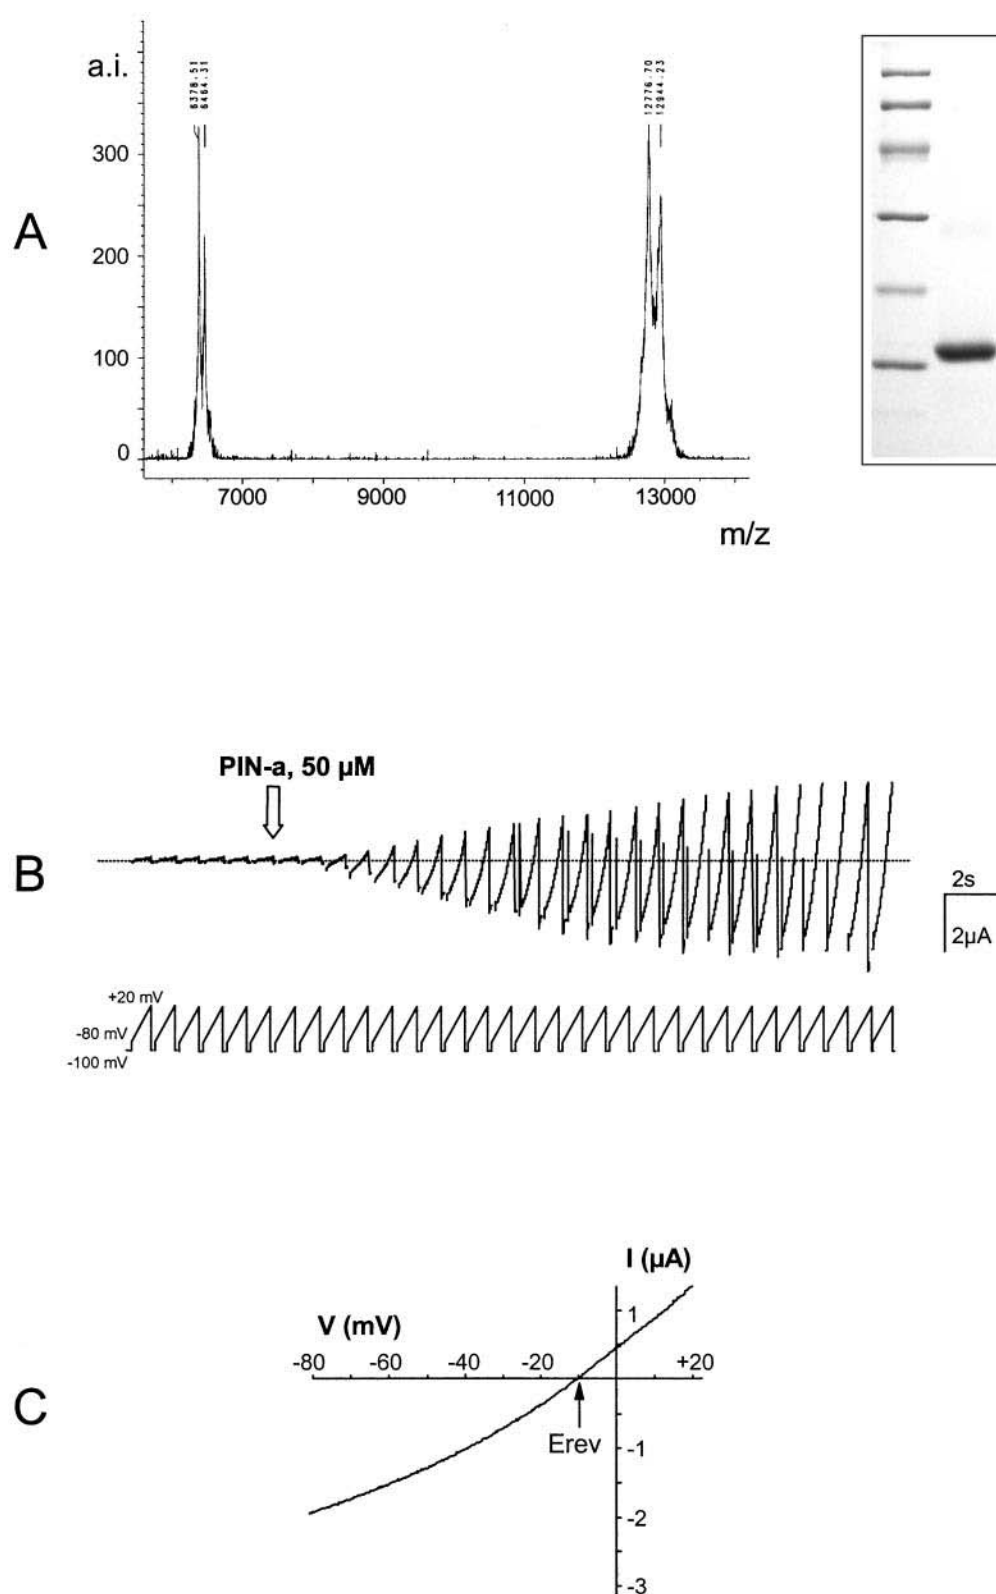 A
a.i.
6378.51
6464.31
12776.70
12944.23
300
200
100
0
7000 9000 11000 13000
m/z
B
PIN-a, 50 µM
2s
2µA
+20 mV
-80 mV
-100 mV
C
I (µA)
V (mV)
-80 -60 -40 -20 +20
1
Erev
-1
-2
-3